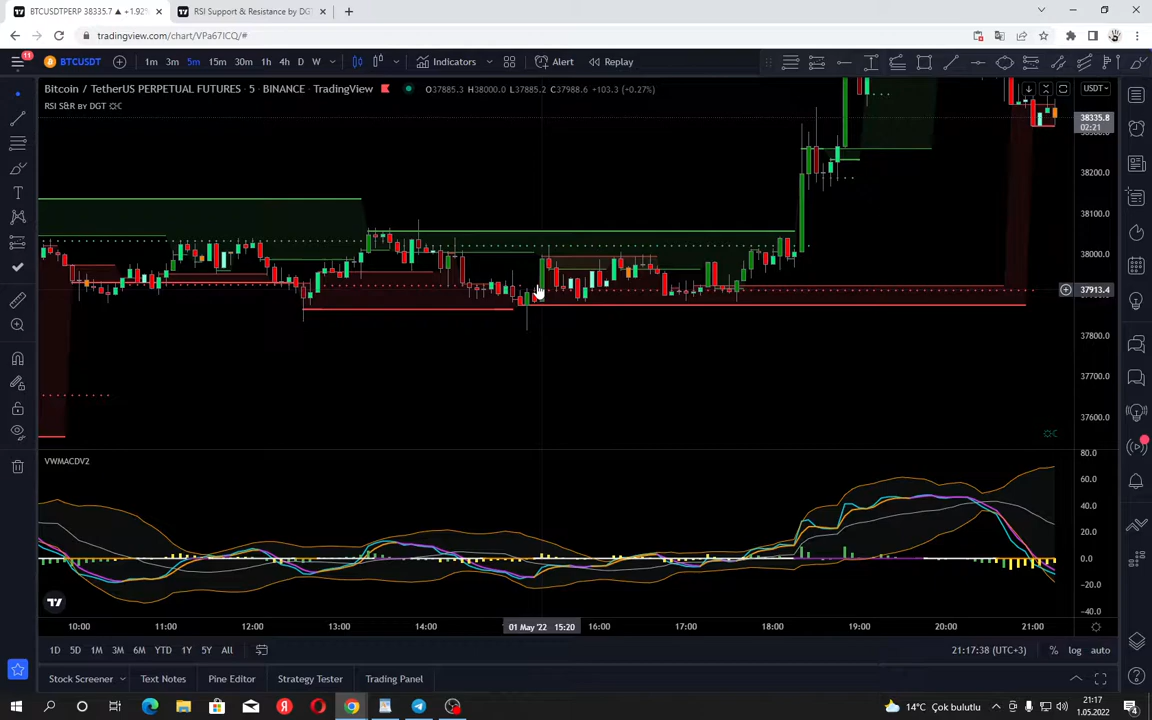 BTCUSDTPERP 38335.7 ▲ +1.92%
RSI Support & Resistance by DGT
tradingview.com/chart/VPa67ICQ/#
11
BTCUSDT
1m 3m 5m 15m 30m 1h 4h D W
Indicators
Alert
Replay
Bitcoin / TetherUS PERPETUAL FUTURES · 5 · BINANCE · TradingView
O37885.3 H38000.0 L37885.2 C37988.6 +103.3 (+0.27%)
USDT
RSI S&R BY DGT
38335.8
02:21
38200.0
38100.0
38000.0
37913.4
37800.0
37700.0
37600.0
VWMACDV2
80.0
60.0
40.0
20.0
0.0
−20.0
−40.0
10:00 11:00 12:00 13:00 14:00 01 May '22 15:20 16:00 17:00 18:00 19:00 20:00 21:00
1D 5D 1M 3M 6M YTD 1Y 5Y All
21:17:38 (UTC+3)
% log auto
Stock Screener
Text Notes
Pine Editor
Strategy Tester
Trading Panel
14°C Çok bulutlu
21:17
1.05.2022
4